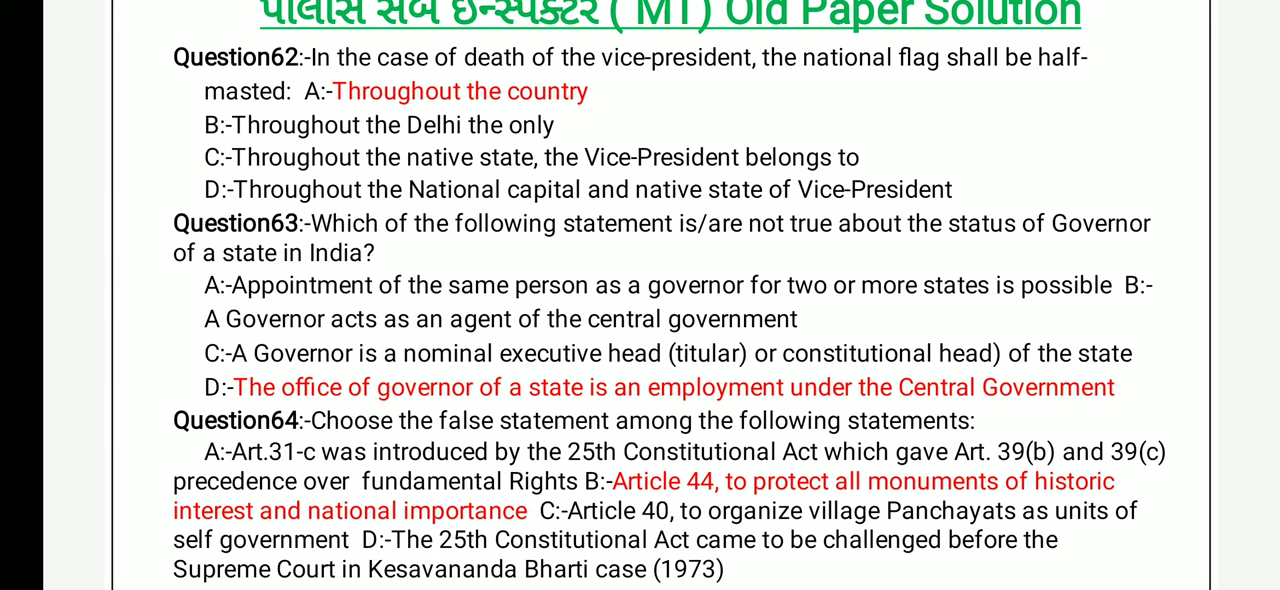 પોલીસ સબ ઇન્સ્પેક્ટર ( MT) Old Paper Solution
Question62:-In the case of death of the vice-president, the national flag shall be half-
masted:  A:-Throughout the country
B:-Throughout the Delhi the only
C:-Throughout the native state, the Vice-President belongs to
D:-Throughout the National capital and native state of Vice-President
Question63:-Which of the following statement is/are not true about the status of Governor
of a state in India?
A:-Appointment of the same person as a governor for two or more states is possible  B:-
A Governor acts as an agent of the central government
C:-A Governor is a nominal executive head (titular) or constitutional head) of the state
D:-The office of governor of a state is an employment under the Central Government
Question64:-Choose the false statement among the following statements:
A:-Art.31-c was introduced by the 25th Constitutional Act which gave Art. 39(b) and 39(c)
precedence over  fundamental Rights B:-Article 44, to protect all monuments of historic
interest and national importance  C:-Article 40, to organize village Panchayats as units of
self government  D:-The 25th Constitutional Act came to be challenged before the
Supreme Court in Kesavananda Bharti case (1973)